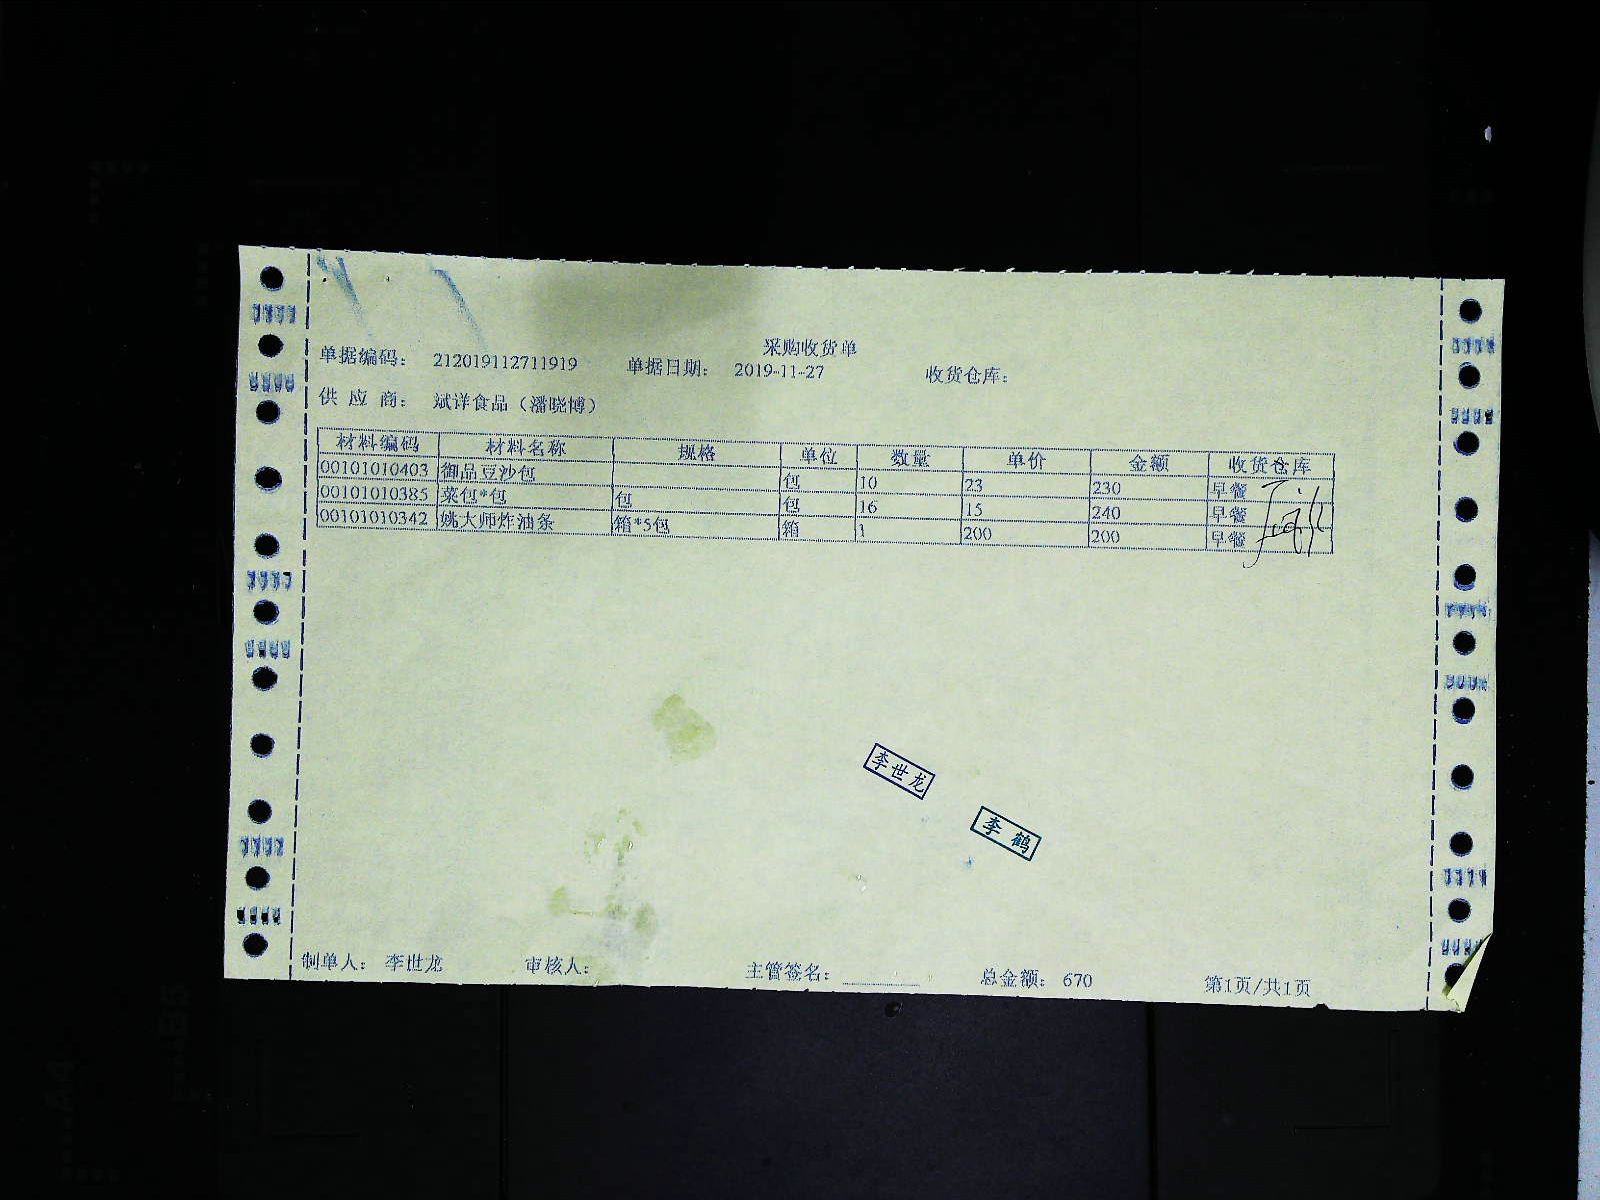 采购收货单
单据编码： 212019112711919 单据日期： 2019-11-27 收货仓库：
供 应 商： 斌详食品（潘晓博）
材料编码 材料名称 规格 单位 数量 单价 金额 收货仓库
00101010403 御品豆沙包 包 10 23 230 早餐
00101010385 菜包*包 包 包 16 15 240 早餐
00101010342 姚大师炸油条 箱*5包 箱 1 200 200 早餐
李世龙
李鹤
制单人： 李世龙 审核人： 主管签名： 总金额： 670 第1页/共1页